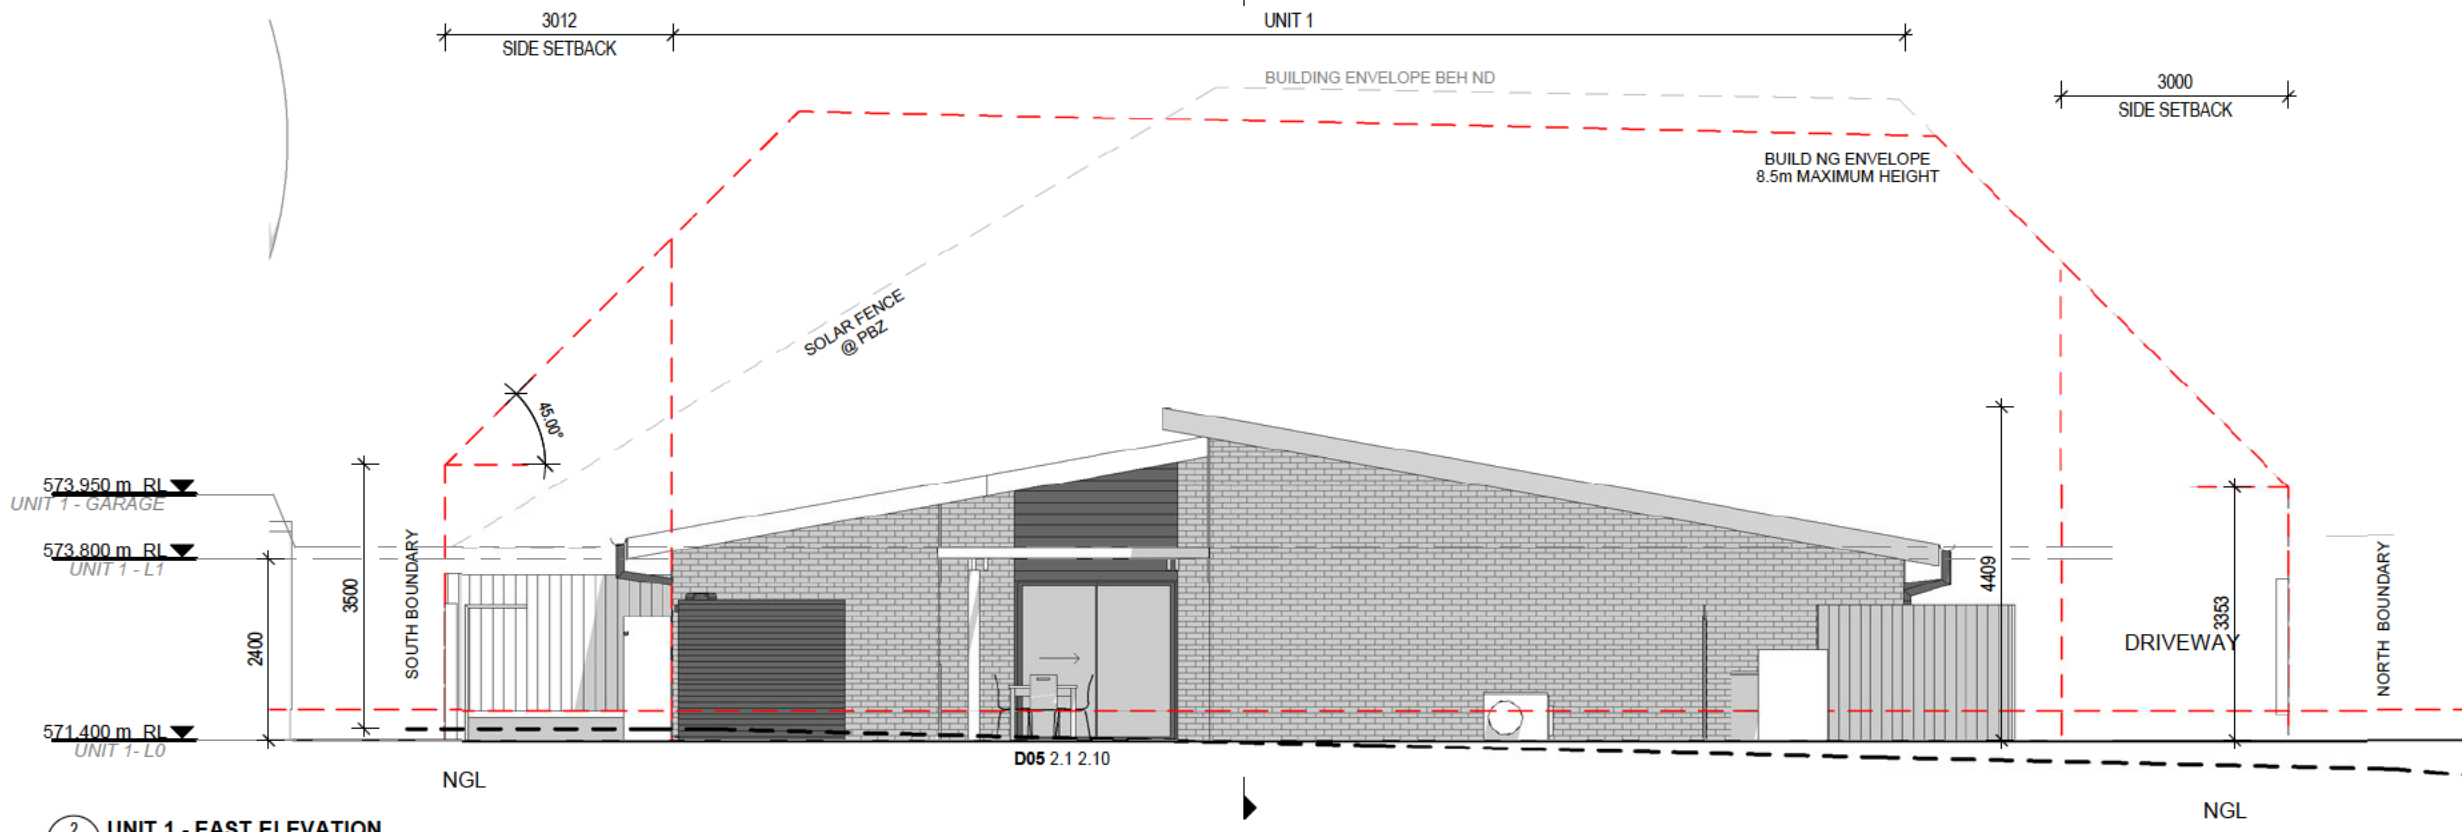 3012
SIDE SETBACK
UNIT 1
BUILDING ENVELOPE BEH ND
3000
SIDE SETBACK
BUILD NG ENVELOPE
8.5m MAXIMUM HEIGHT
SOLAR FENCE
@ PBZ
45.00°
573.950 m RL
UNIT 1 - GARAGE
573.800 m RL
UNIT 1 - L1
571.400 m RL
UNIT 1- L0
2400
3500
SOUTH BOUNDARY
4409
3353
DRIVEWAY
NORTH BOUNDARY
D05 2.1 2.10
NGL
NGL
2
UNIT 1 - EAST ELEVATION